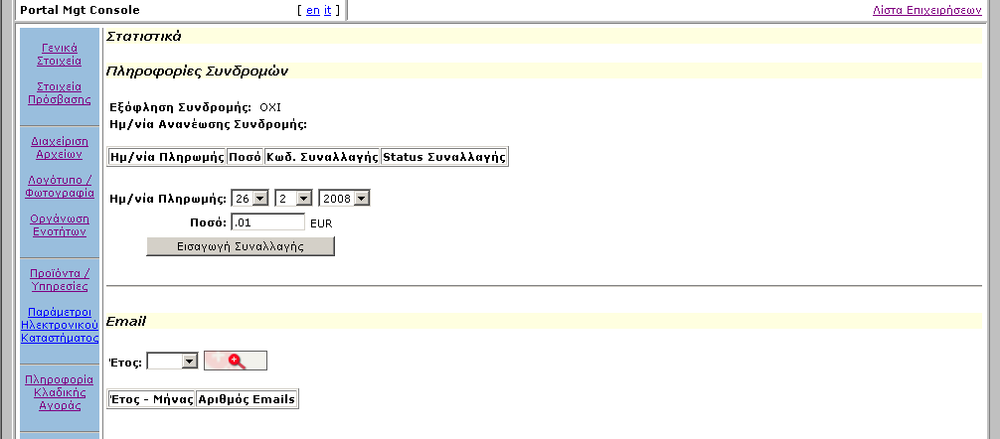 Portal Mgt Console [ en it ] Λίστα Επιχειρήσεων
Γενικά
Στοιχεία
Στοιχεία
Πρόσβασης
Διαχείριση
Αρχείων
Λογότυπο /
Φωτογραφία
Οργάνωση
Ενοτήτων
Προϊόντα /
Υπηρεσίες
Παράμετροι
Ηλεκτρονικού
Καταστήματος
Πληροφορία
Κλαδικής
Αγοράς
Στατιστικά
Πληροφορίες Συνδρομών
Εξόφληση Συνδρομής: ΟΧΙ
Ημ/νία Ανανέωσης Συνδρομής:
Ημ/νία Πληρωμής Ποσό Κωδ. Συναλλαγής Status Συναλλαγής
Ημ/νία Πληρωμής: 26 2 2008
Ποσό: .01 EUR
Εισαγωγή Συναλλαγής
Email
Έτος:
Έτος - Μήνας Αριθμός Emails